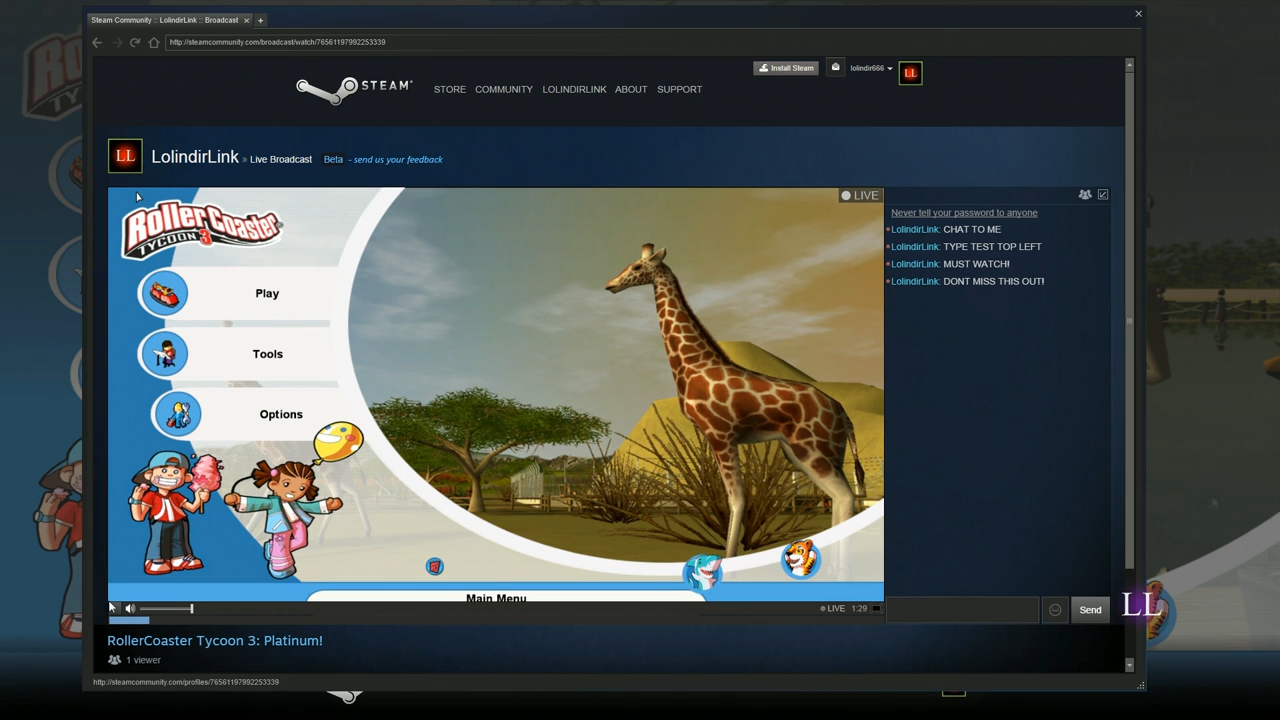 Steam Community :: LolindirLink :: Broadcast
http://steamcommunity.com/broadcast/watch/76561197992253339
Install Steam
lolindir666
LL
STEAM
STORE COMMUNITY LOLINDIRLINK ABOUT SUPPORT
LL
LolindirLink » Live Broadcast Beta - send us your feedback
LIVE
RollerCoaster
TYCOON 3
Play
Tools
Options
Main Menu
Never tell your password to anyone
LolindirLink: CHAT TO ME
LolindirLink: TYPE TEST TOP LEFT
LolindirLink: MUST WATCH!
LolindirLink: DONT MISS THIS OUT!
LIVE 1:29
Send
LL
RollerCoaster Tycoon 3: Platinum!
1 viewer
http://steamcommunity.com/profiles/76561197992253339